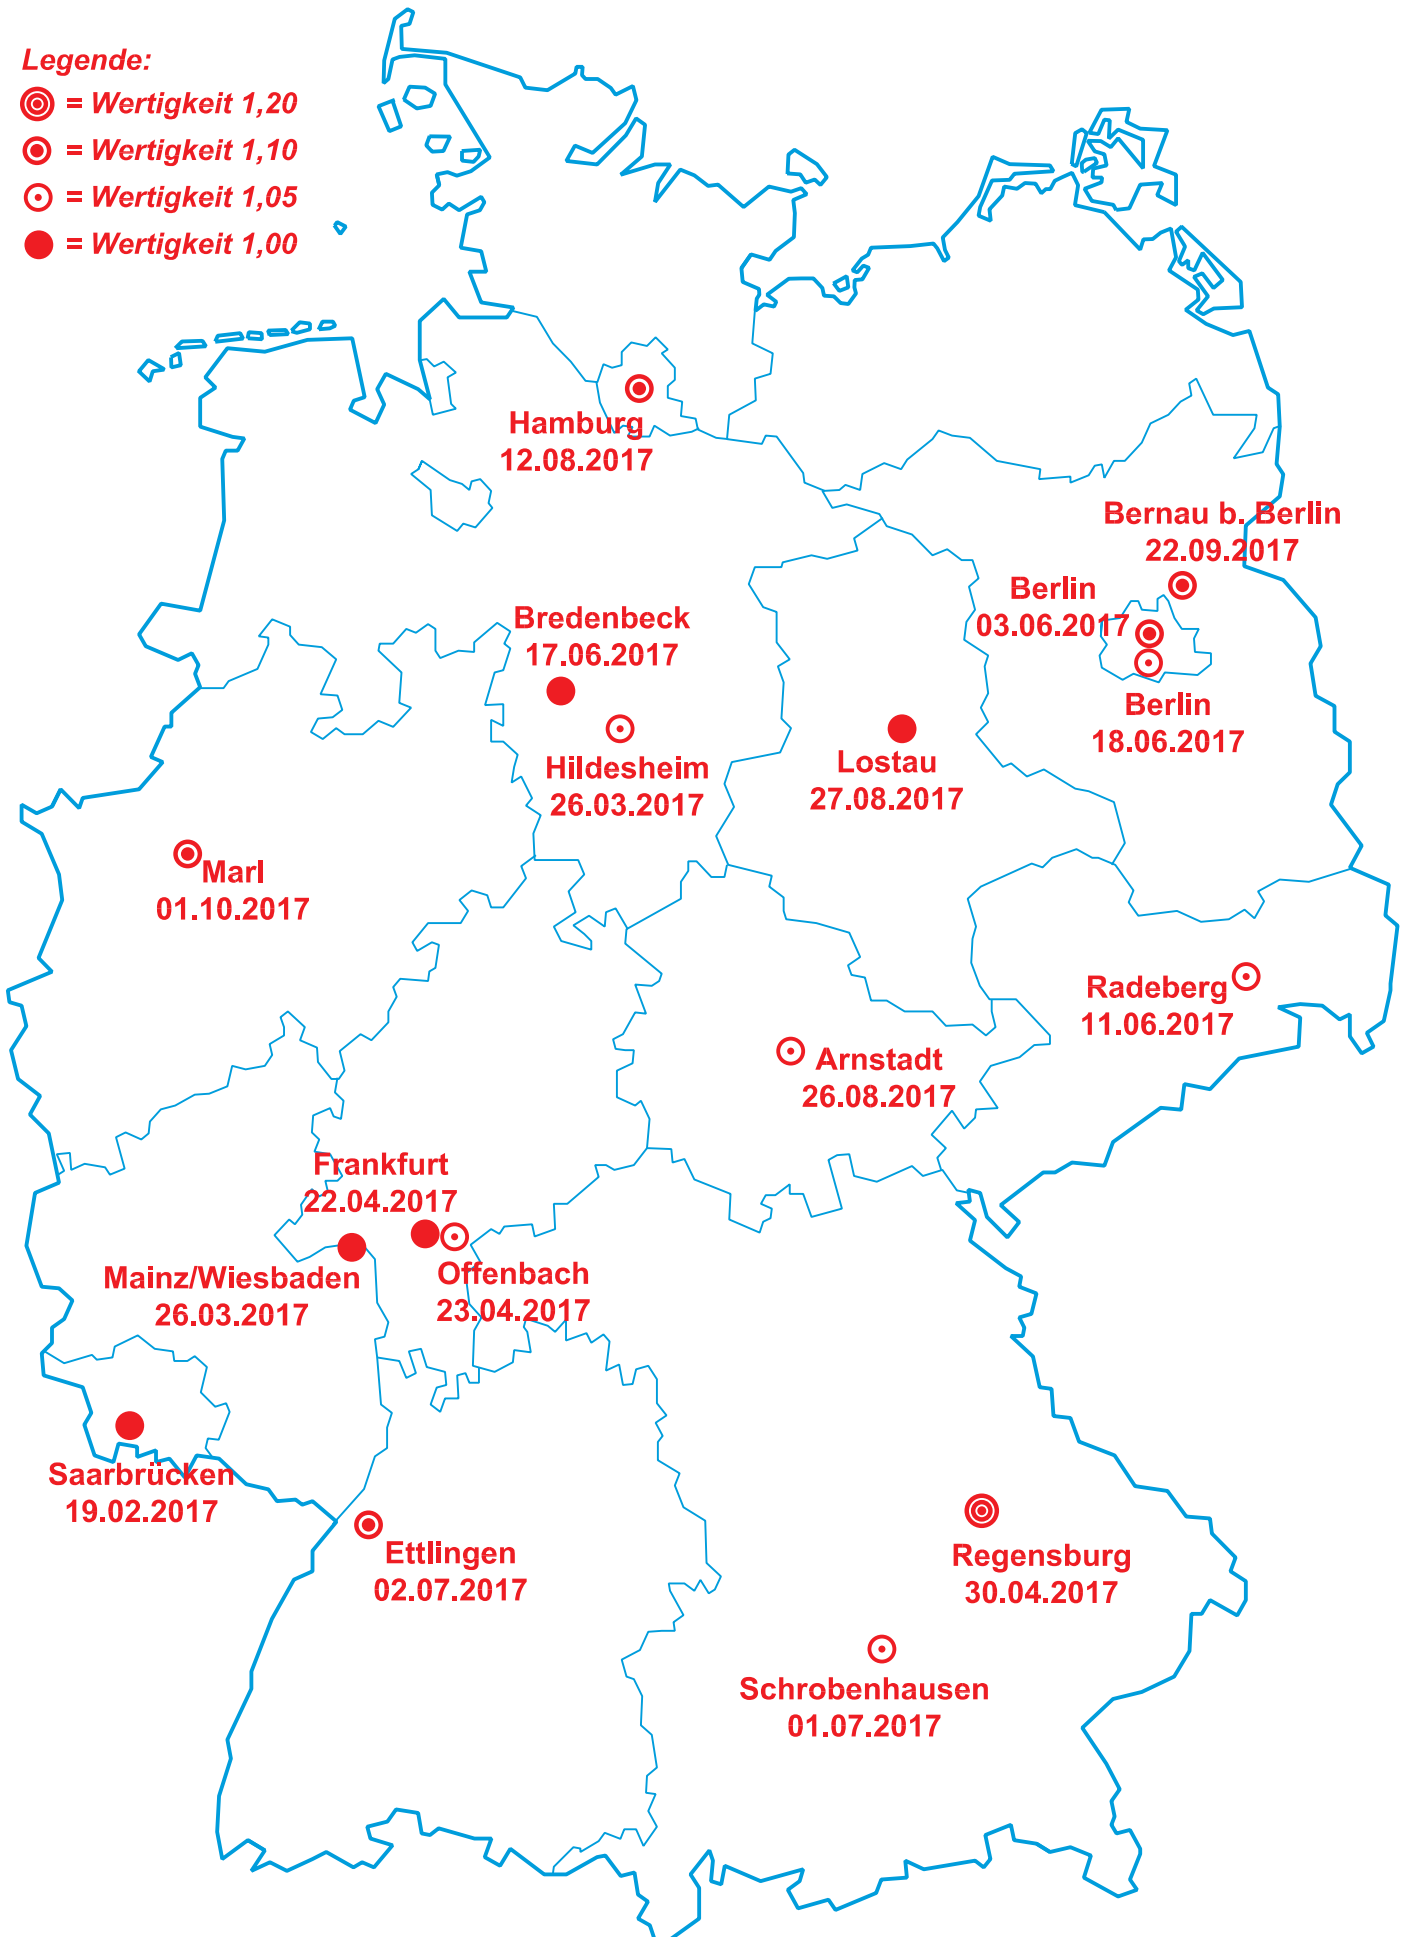 Legende:
= Wertigkeit 1,20
= Wertigkeit 1,10
= Wertigkeit 1,05
= Wertigkeit 1,00
Hamburg
12.08.2017
Bernau b. Berlin
22.09.2017
Berlin
03.06.2017
Bredenbeck
17.06.2017
Berlin
18.06.2017
Hildesheim
26.03.2017
Lostau
27.08.2017
Marl
01.10.2017
Radeberg
11.06.2017
Arnstadt
26.08.2017
Frankfurt
22.04.2017
Mainz/Wiesbaden
26.03.2017
Offenbach
23.04.2017
Saarbrücken
19.02.2017
Ettlingen
02.07.2017
Regensburg
30.04.2017
Schrobenhausen
01.07.2017